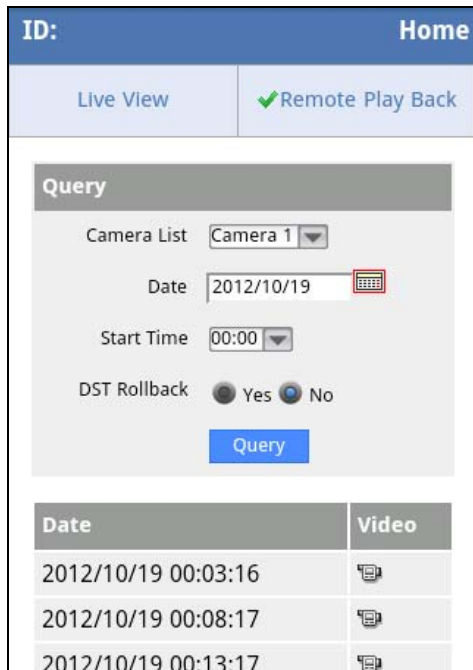 ID: Home
Live View Remote Play Back
Query
Camera List Camera 1
Date 2012/10/19
Start Time 00:00
DST Rollback Yes No
Query
Date Video
2012/10/19 00:03:16
2012/10/19 00:08:17
2012/10/19 00:13:17